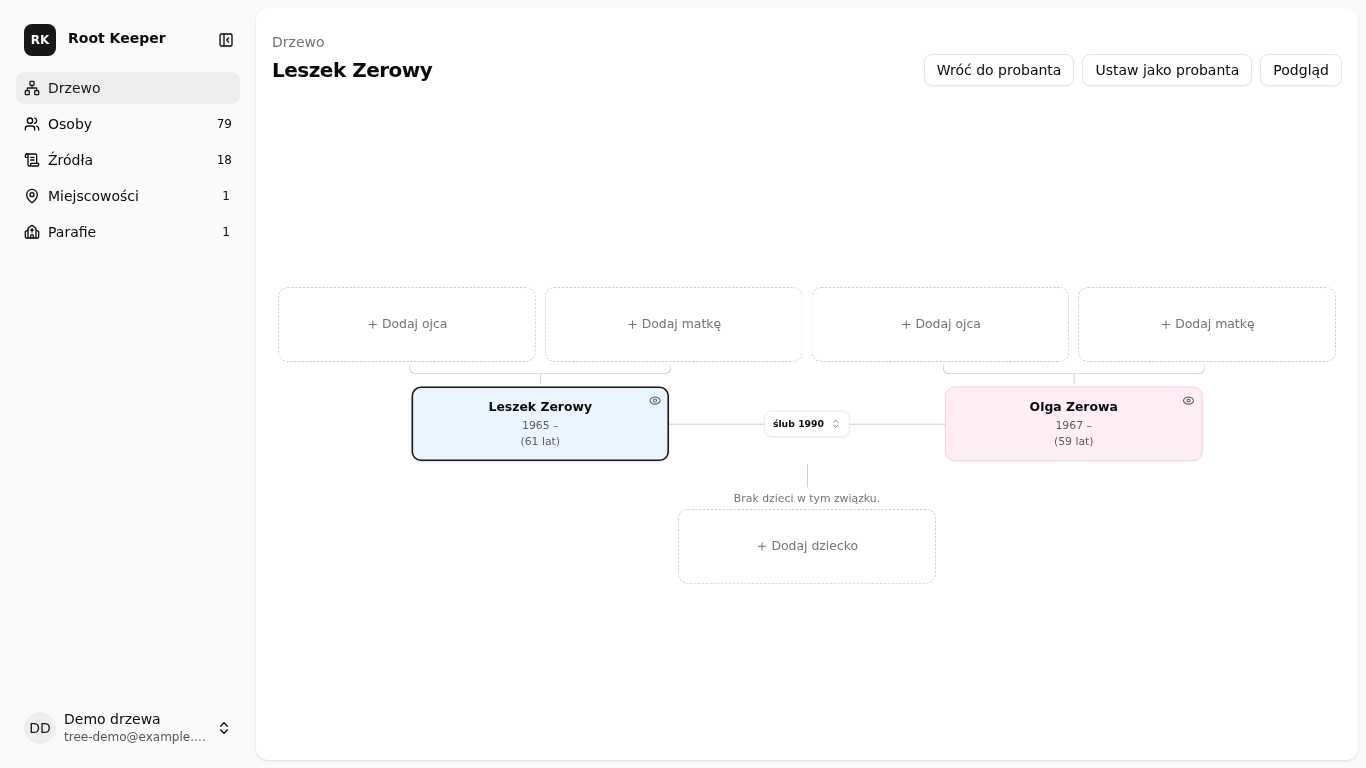 RK
Root Keeper
Drzewo
Osoby 79
Źródła 18
Miejscowości 1
Parafie 1
Drzewo
Leszek Zerowy
Wróć do probanta
Ustaw jako probanta
Podgląd
+ Dodaj ojca
+ Dodaj matkę
+ Dodaj ojca
+ Dodaj matkę
Leszek Zerowy
1965 –
(61 lat)
ślub 1990
Olga Zerowa
1967 –
(59 lat)
Brak dzieci w tym związku.
+ Dodaj dziecko
DD
Demo drzewa
tree-demo@example....